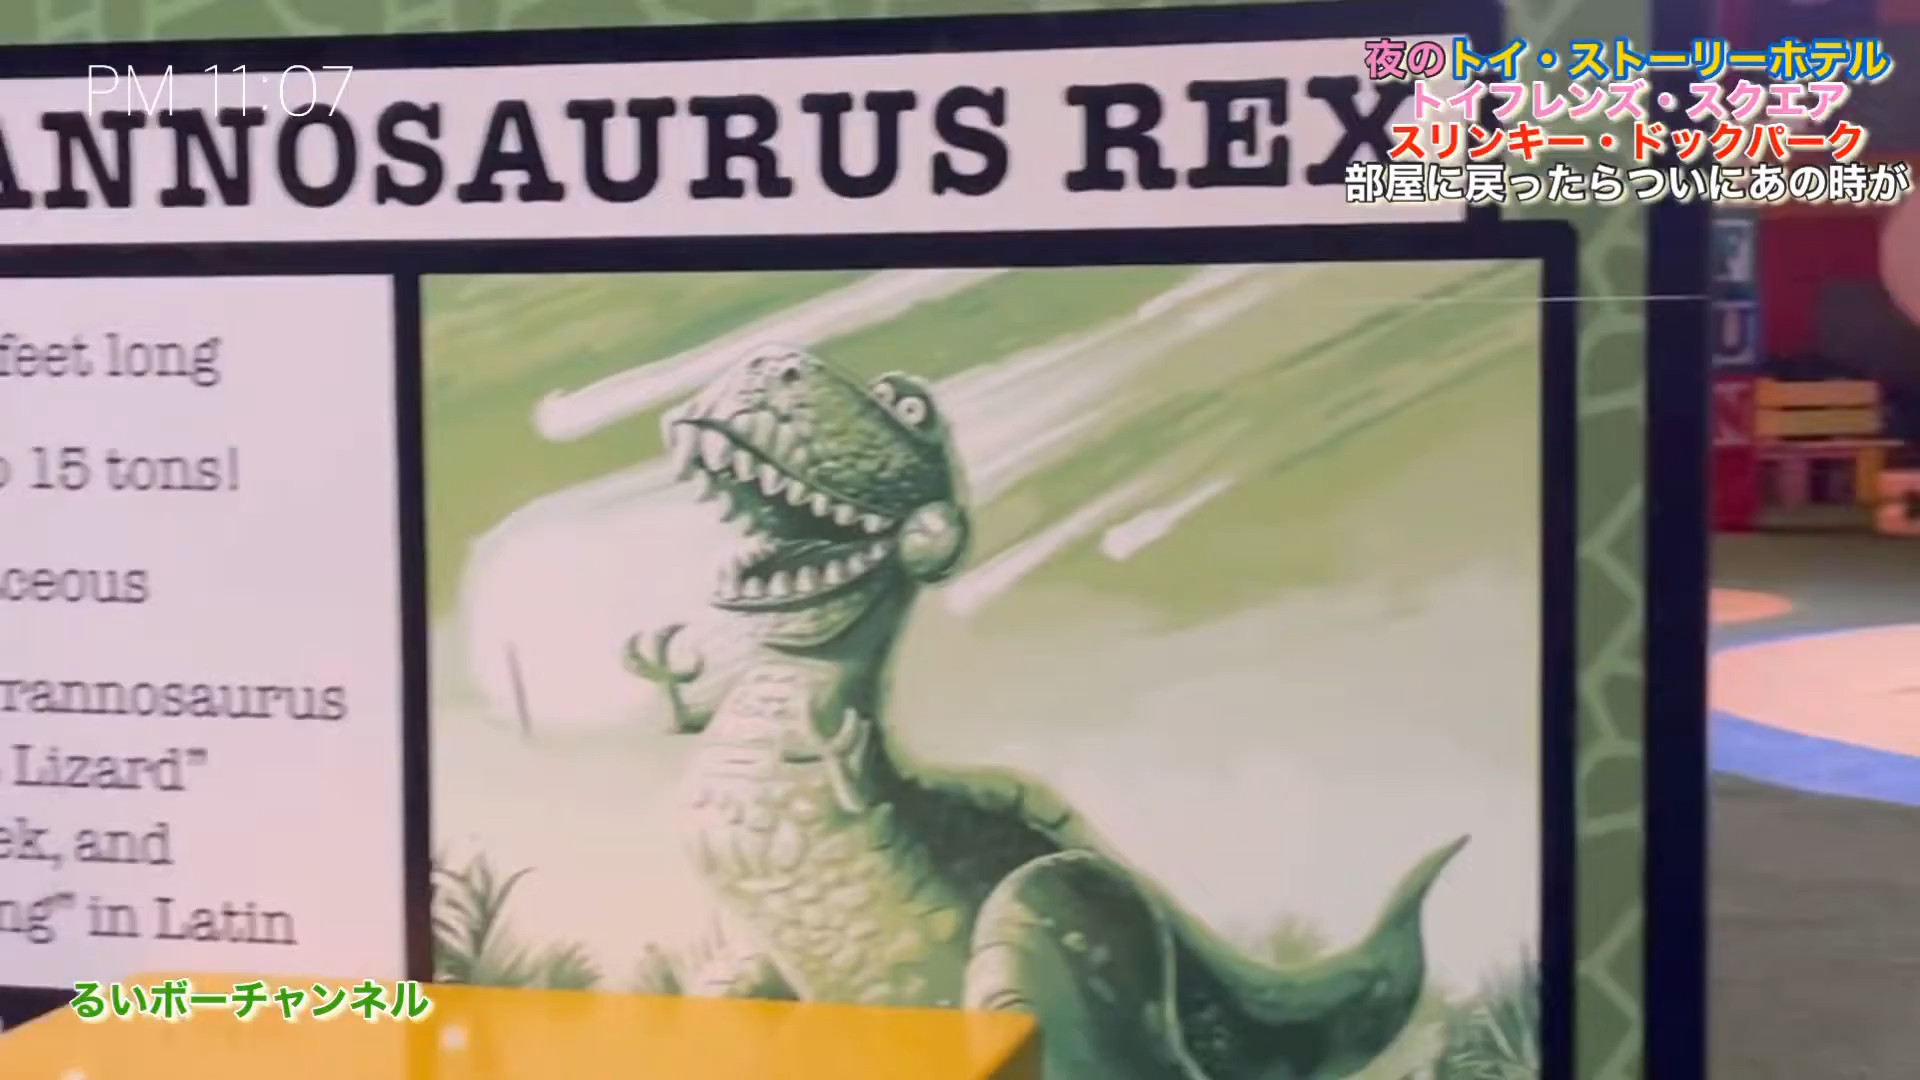 PM 11:07
夜のトイ・ストーリーホテル
トイフレンズ・スクエア
スリンキー・ドックパーク
部屋に戻ったらついにあの時が
ANNOSAURUS REX
feet long
15 tons!
ceous
rannosaurus
Lizard”
ek, and
ng” in Latin
FUN
るいボーチャンネル